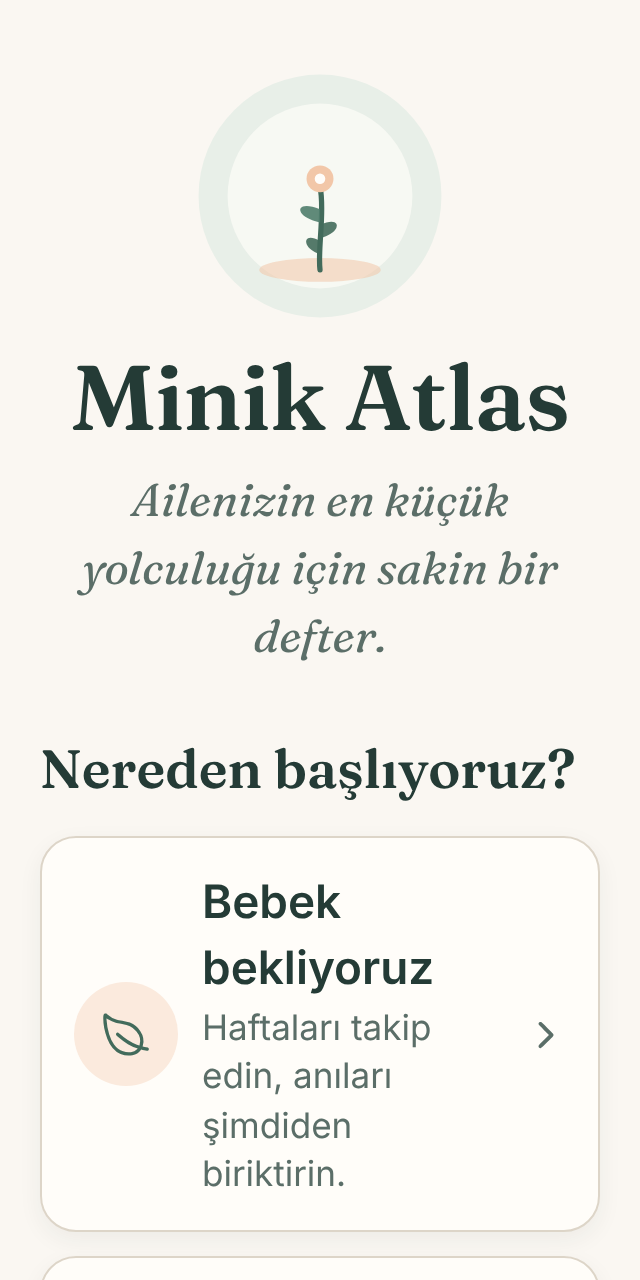 Minik Atlas
Ailenizin en küçük
yolculuğu için sakin bir
defter.
Nereden başlıyoruz?
Bebek
bekliyoruz
Haftaları takip
edin, anıları
şimdiden
biriktirin.